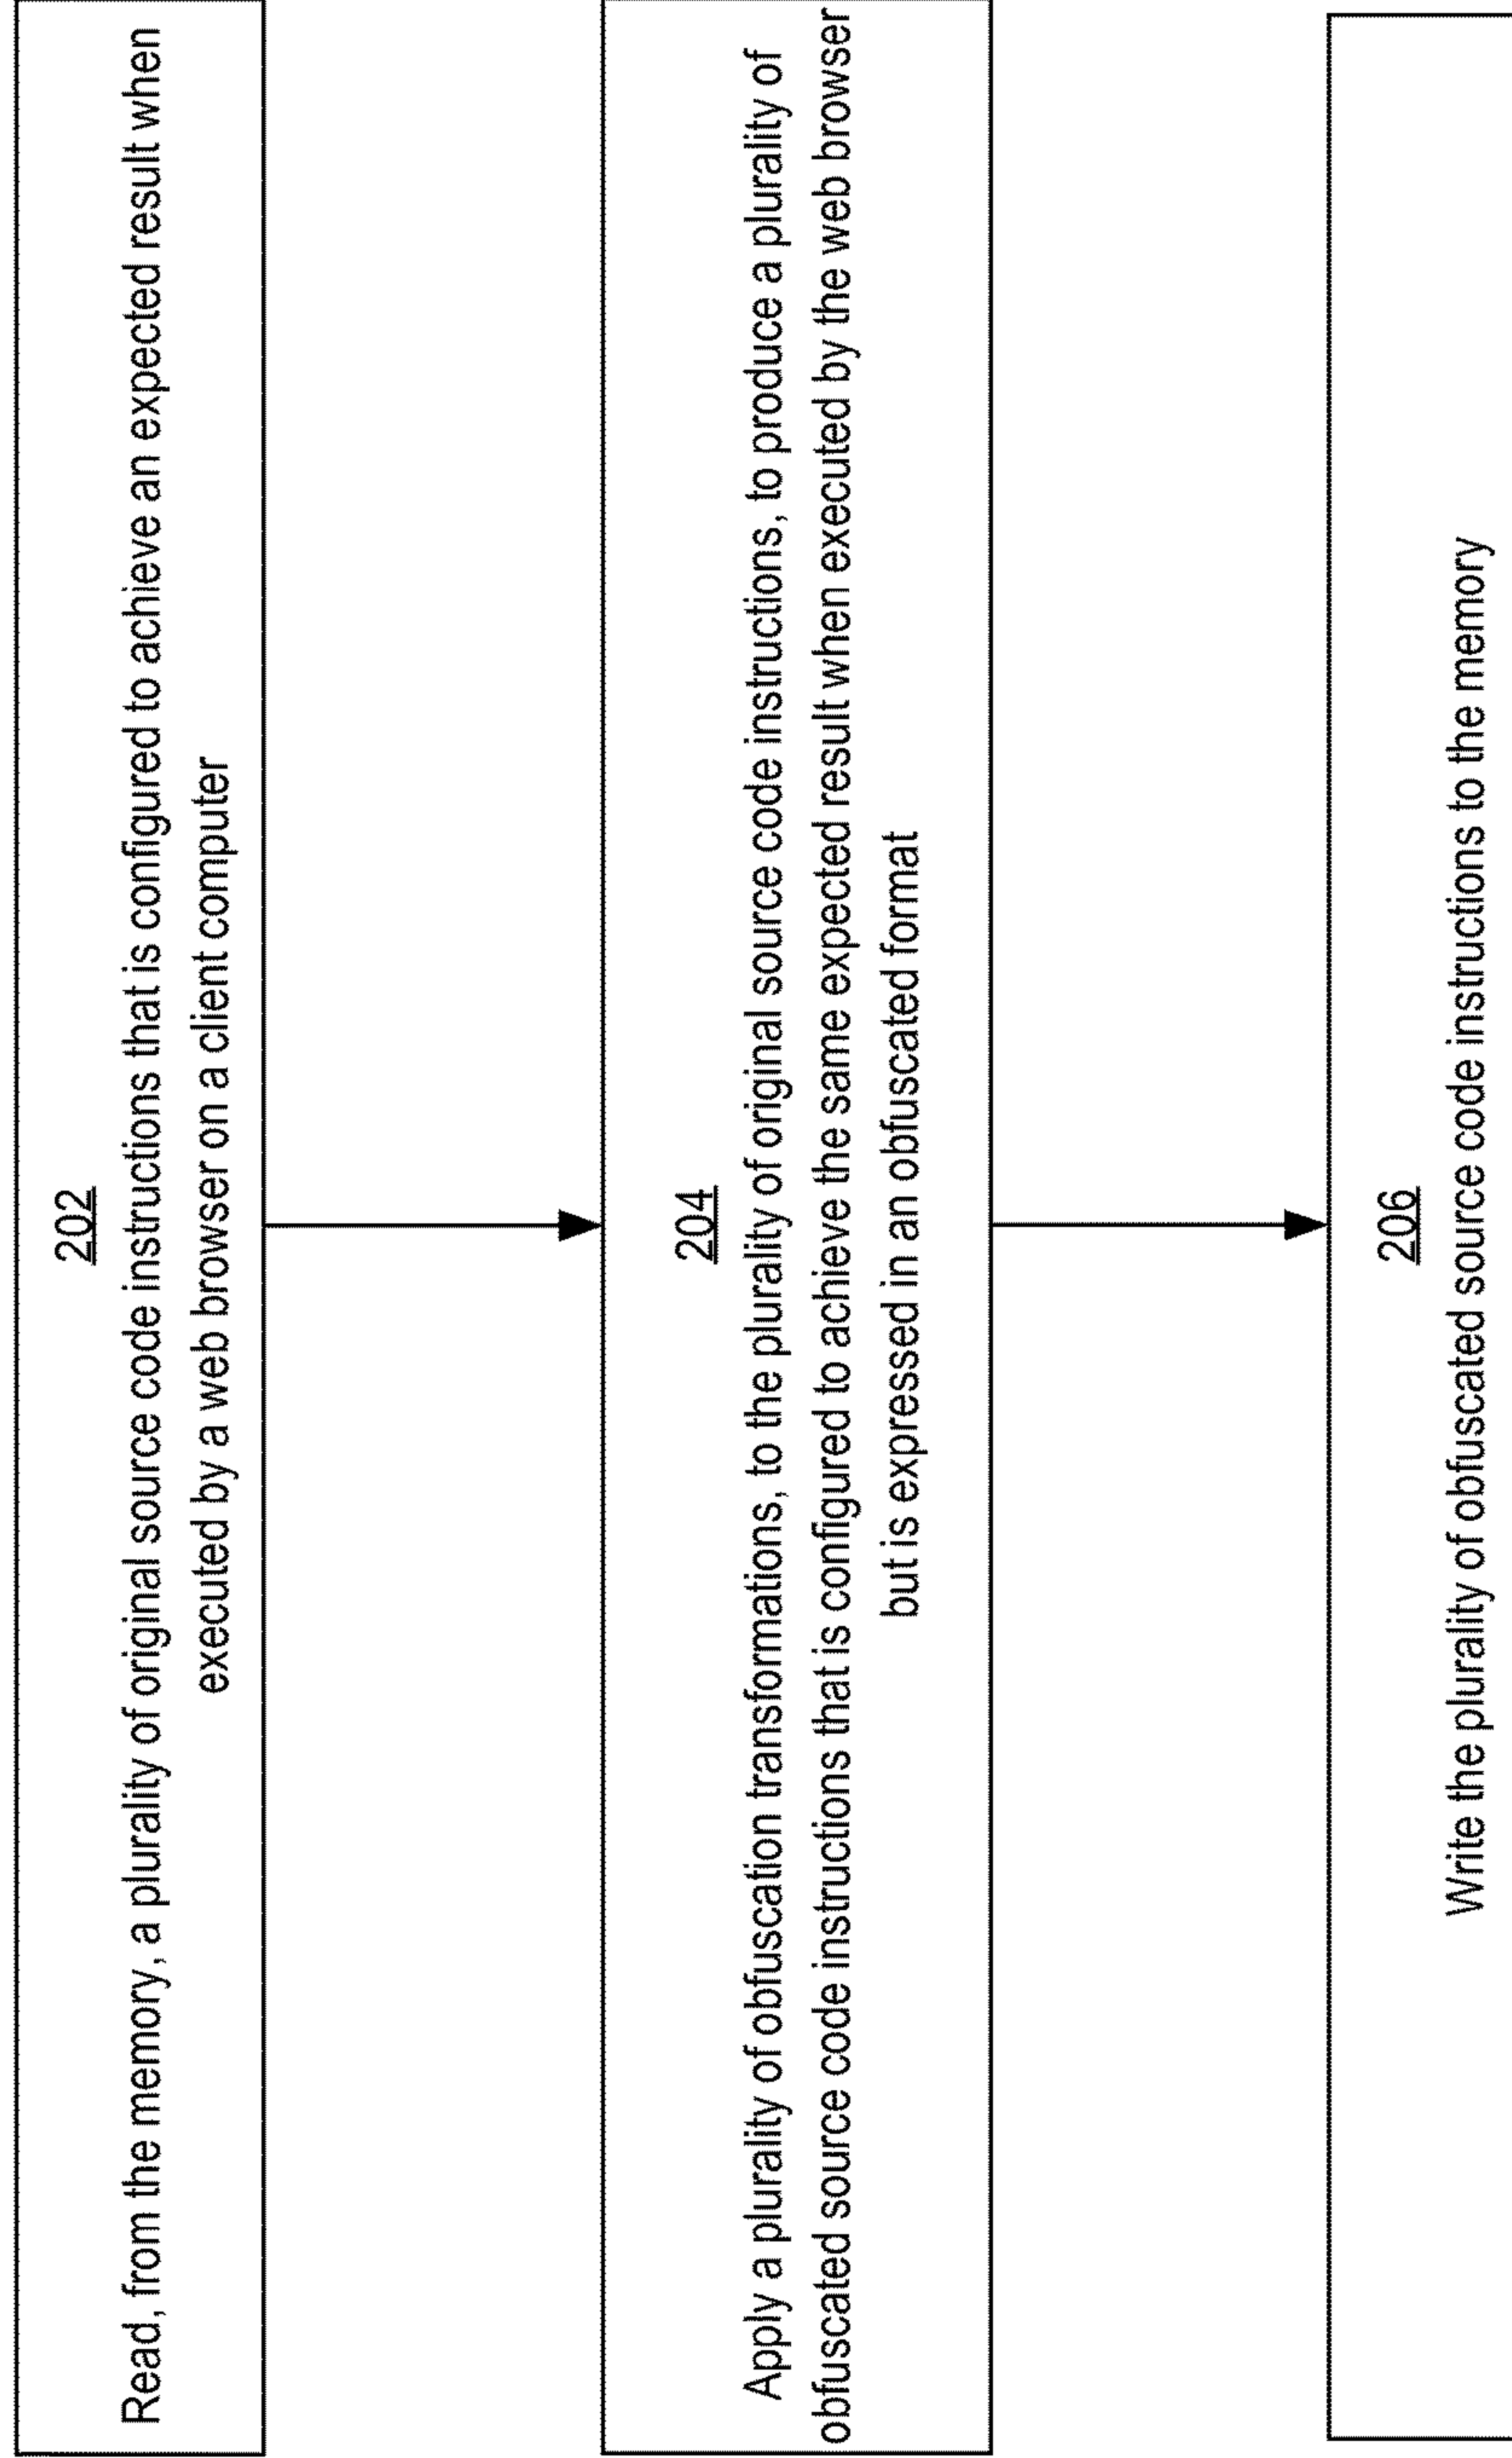 202
Read, from the memory, a plurality of original source code instructions that is configured to achieve an expected result when
executed by a web browser on a client computer
204
Apply a plurality of obfuscation transformations, to the plurality of original source code instructions, to produce a plurality of
obfuscated source code instructions that is configured to achieve the same expected result when executed by the web browser
but is expressed in an obfuscated format
206
Write the plurality of obfuscated source code instructions to the memory